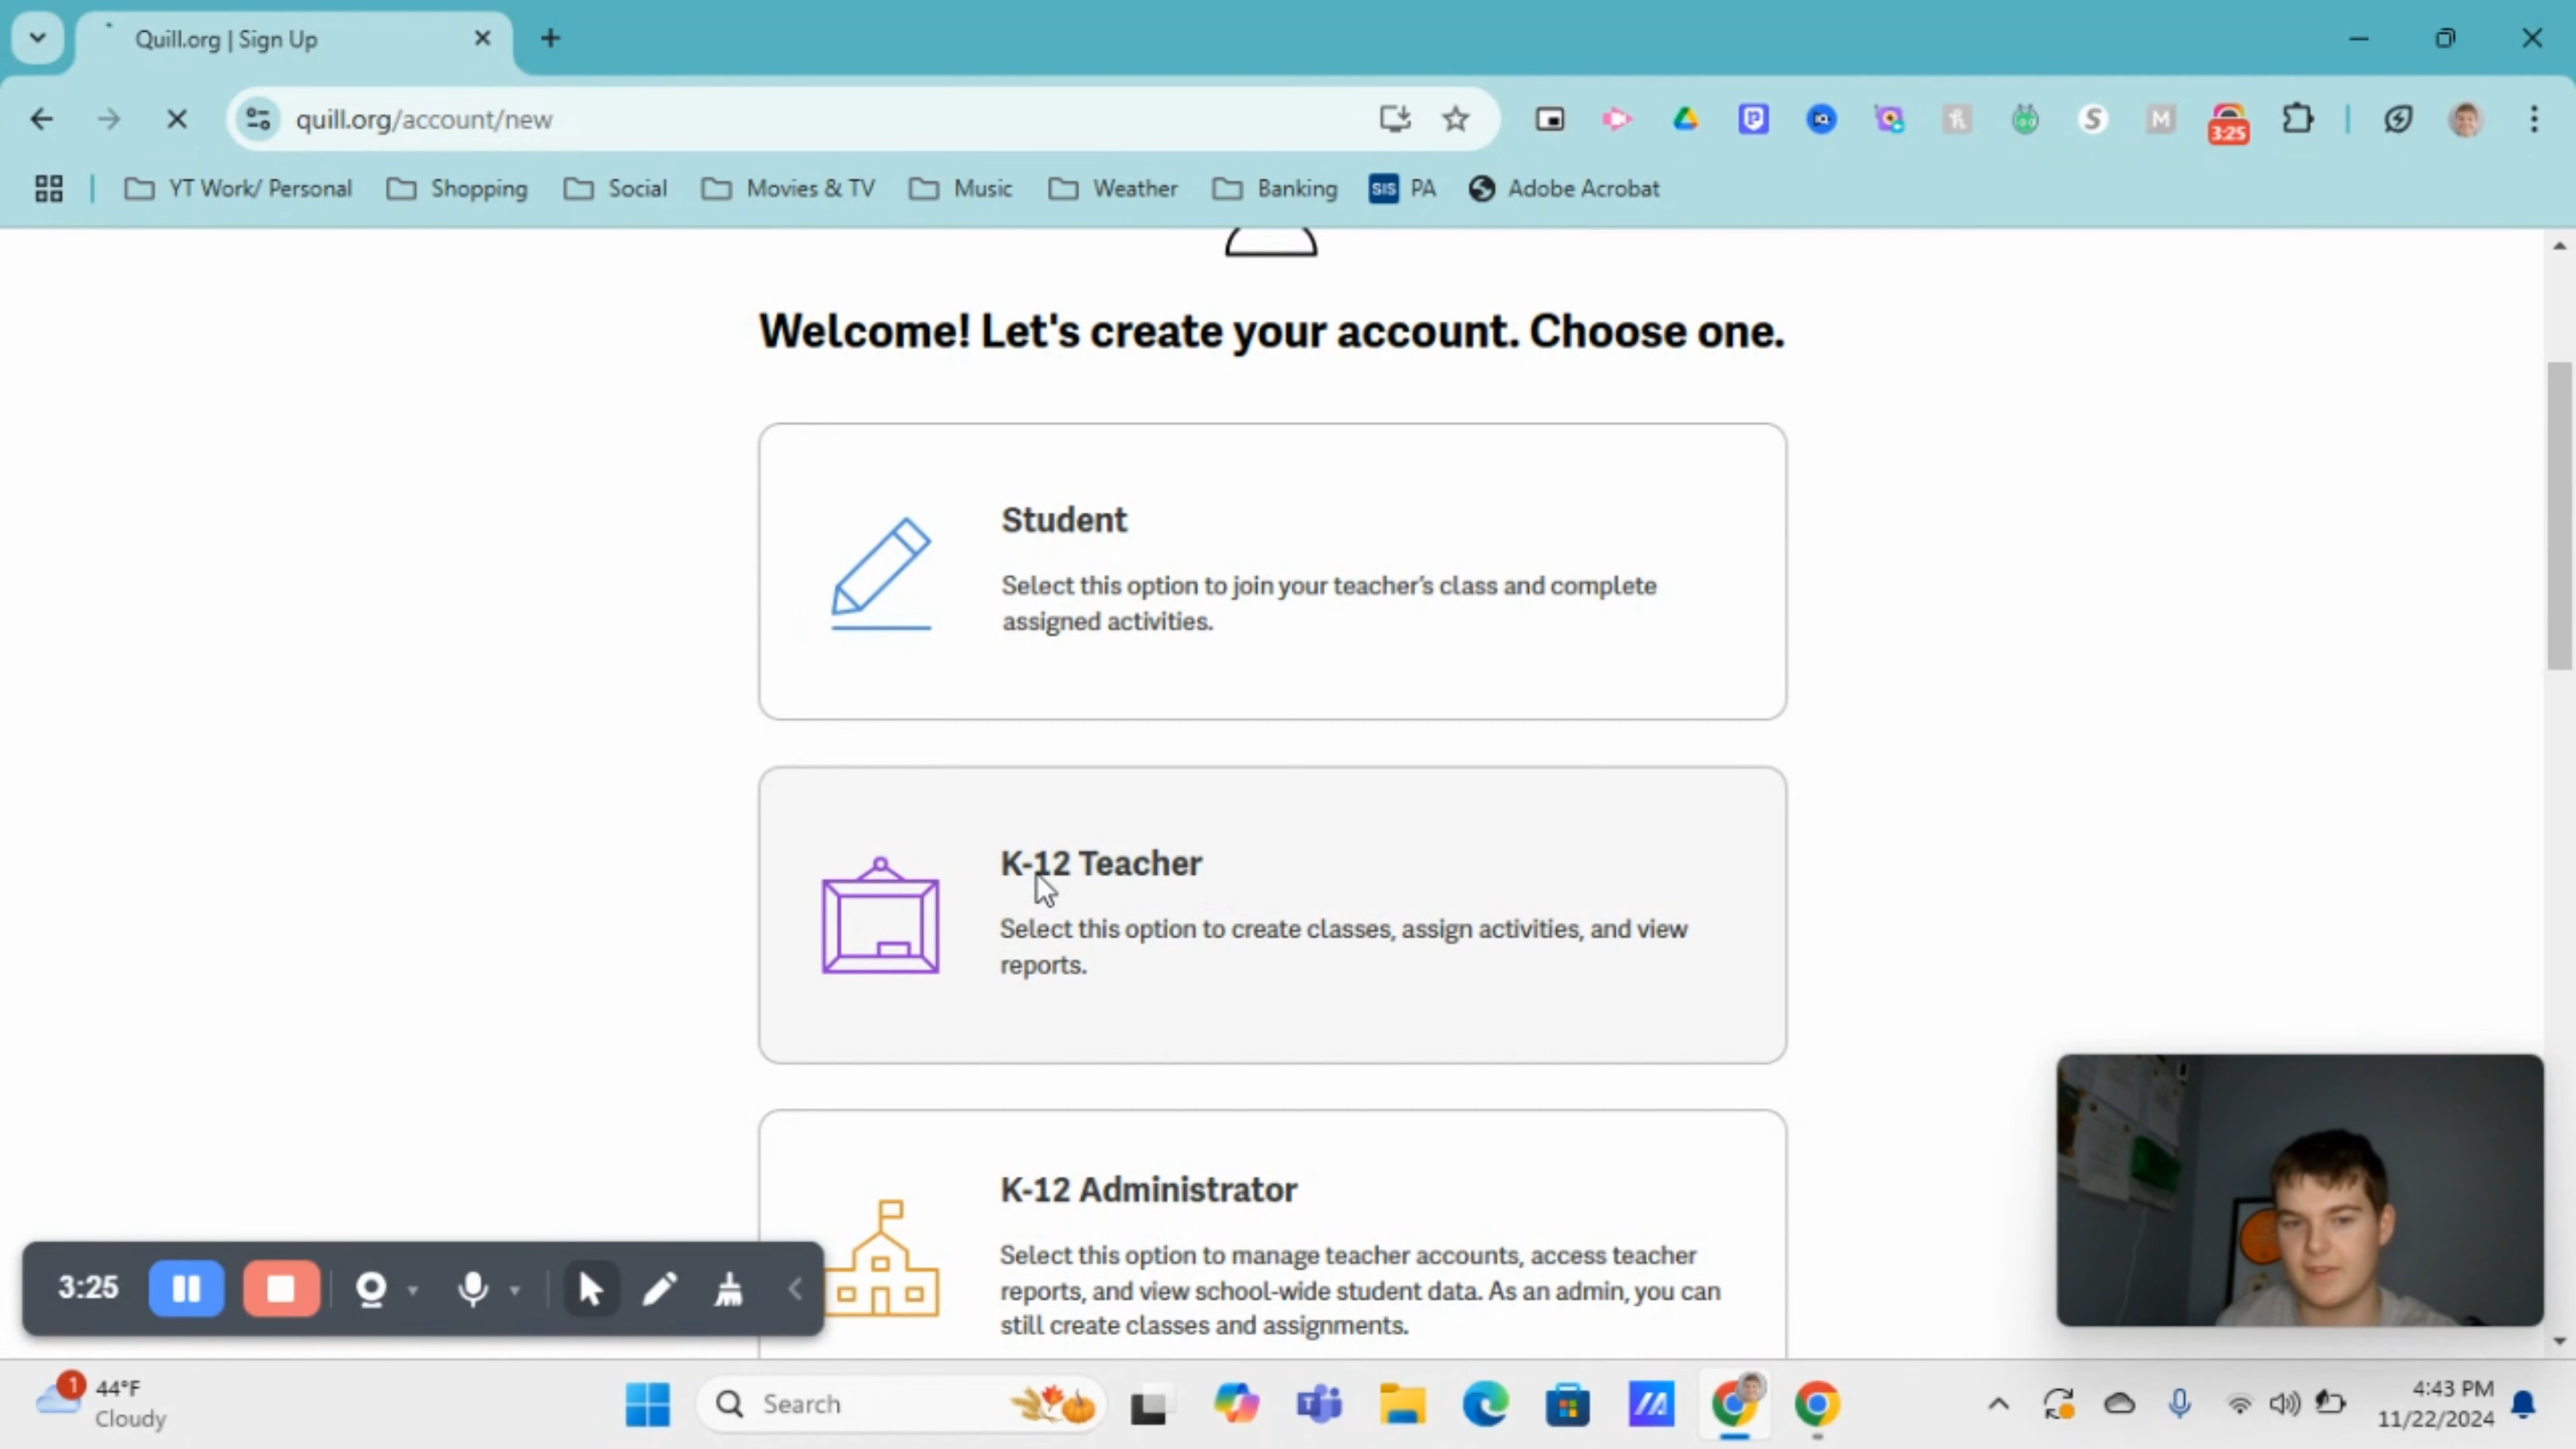 Quill.org | Sign Up
quill.org/account/new
3:25
YT Work/ Personal
Shopping
Social
Movies & TV
Music
Weather
Banking
SIS PA
Adobe Acrobat
Welcome! Let's create your account. Choose one.
Student
Select this option to join your teacher's class and complete
assigned activities.
K-12 Teacher
Select this option to create classes, assign activities, and view
reports.
K-12 Administrator
Select this option to manage teacher accounts, access teacher
reports, and view school-wide student data. As an admin, you can
still create classes and assignments.
3:25
1
44°F
Cloudy
Search
4:43 PM
11/22/2024